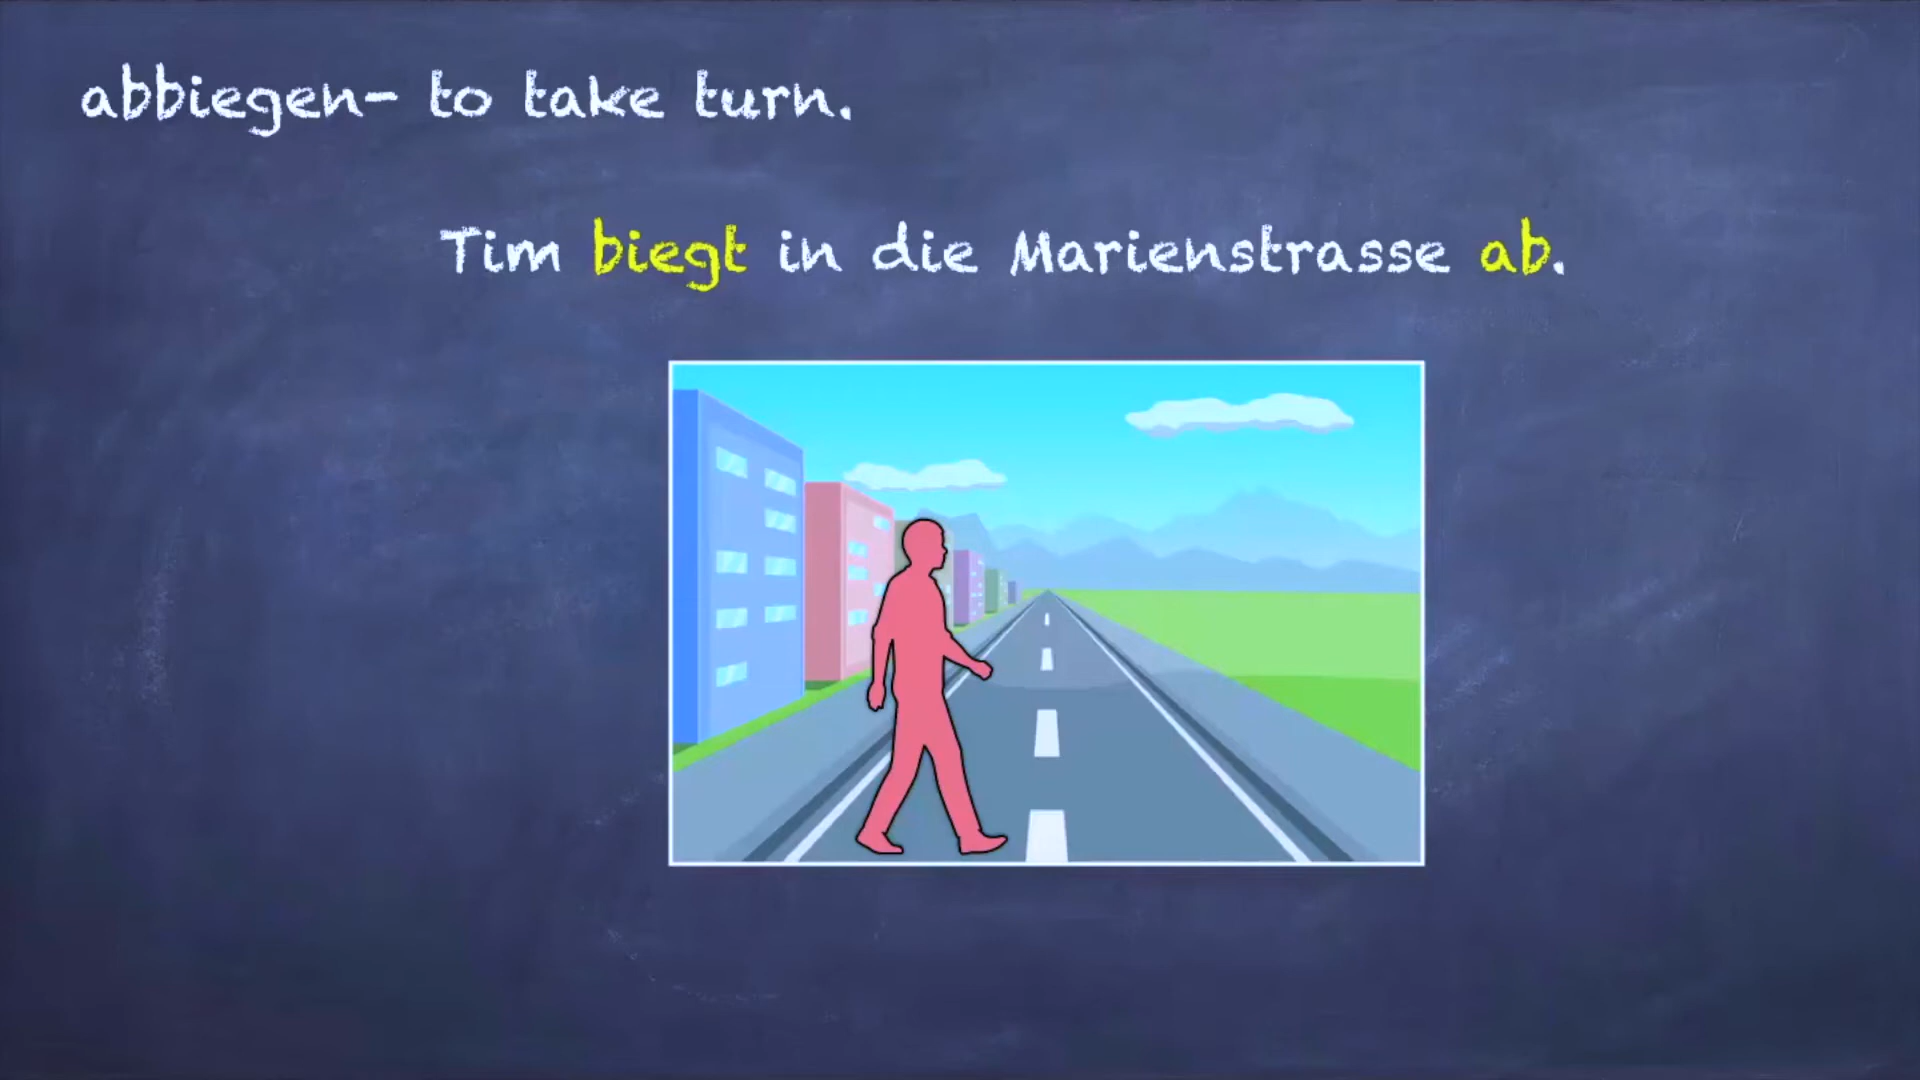 abbiegen- to take turn.
Tim biegt in die Marienstrasse ab.